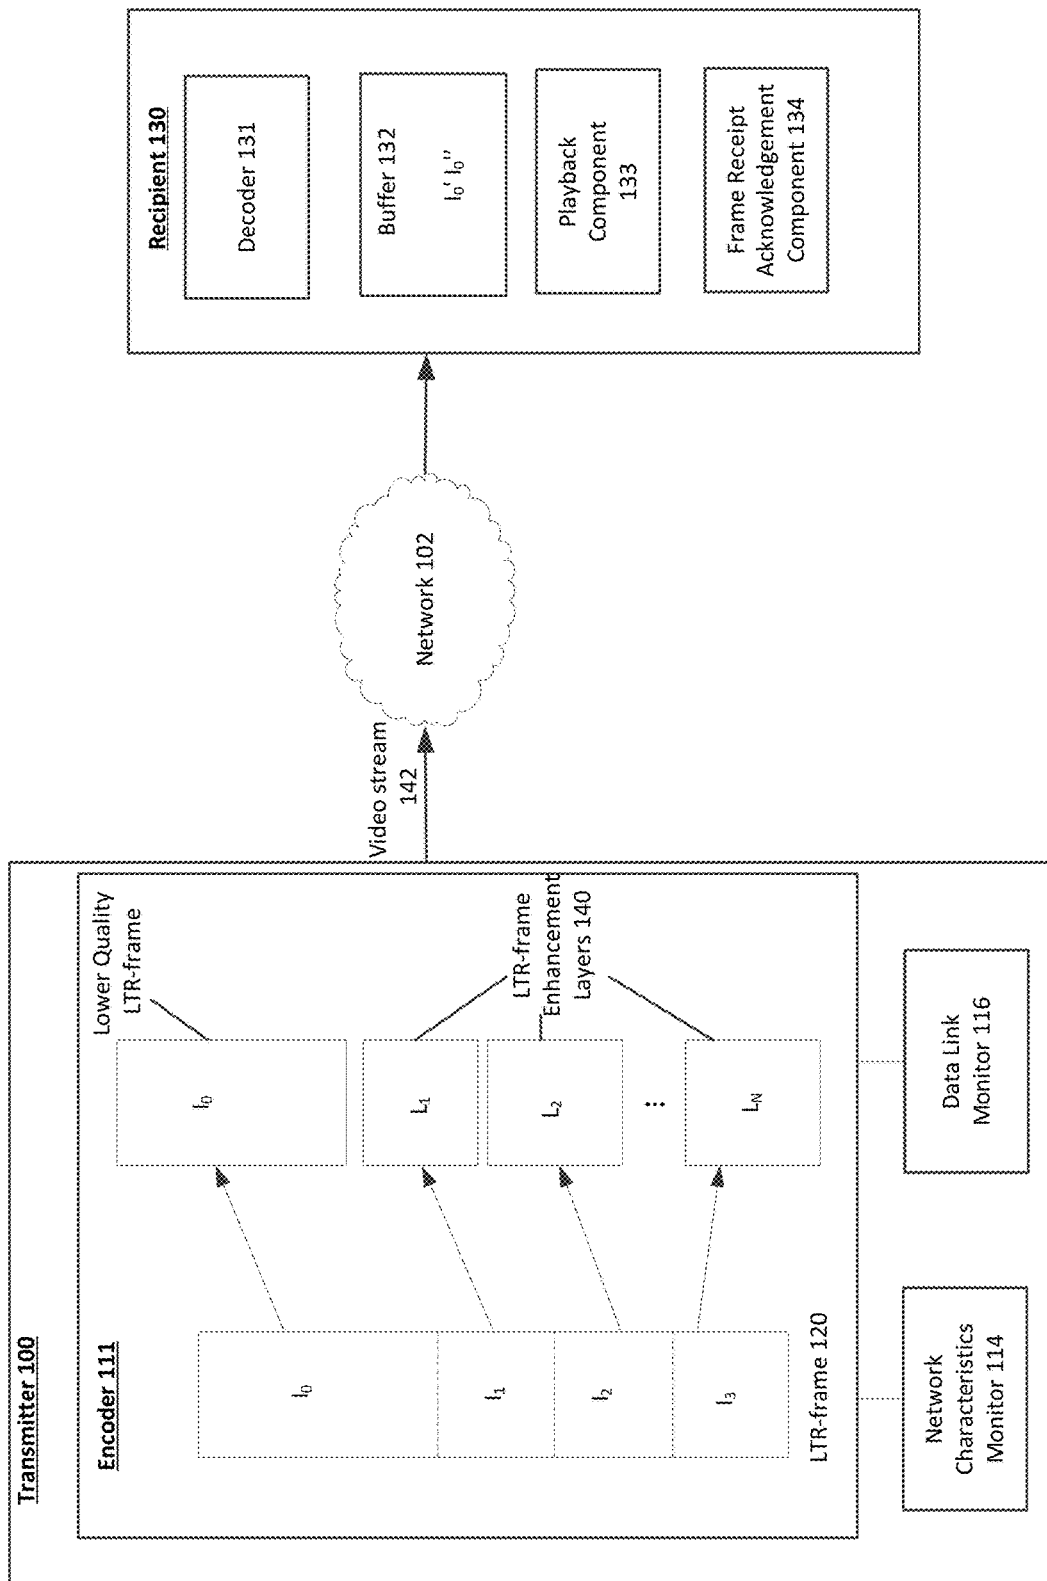 Transmitter 100
Encoder 111
I₀
I₁
I₂
I₃
LTR-frame 120
Lower Quality
LTR-frame
I₀
L₁
L₂
...
L_N
LTR-frame
Enhancement
Layers 140
Network
Characteristics
Monitor 114
Data Link
Monitor 116
Video stream
142
Network 102
Recipient 130
Decoder 131
Buffer 132
I₀' I₀''
Playback
Component
133
Frame Receipt
Acknowledgement
Component 134